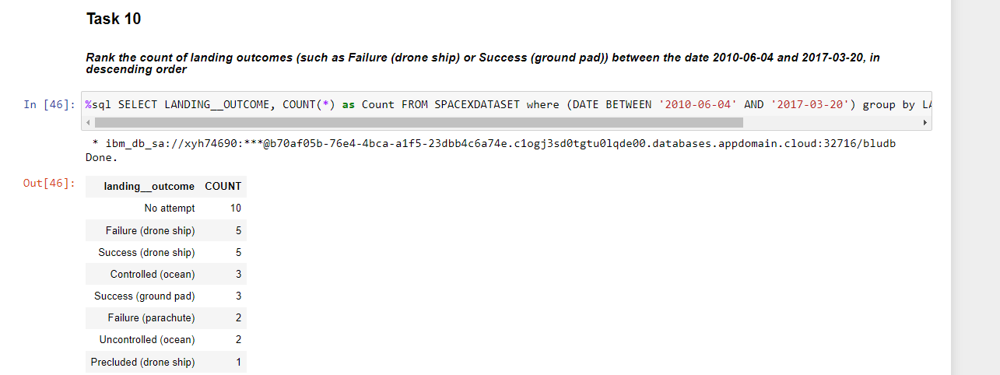 Task 10
Rank the count of landing outcomes (such as Failure (drone ship) or Success (ground pad)) between the date 2010-06-04 and 2017-03-20, in
descending order
In [46]: %sql SELECT LANDING__OUTCOME, COUNT(*) as Count FROM SPACEXDATASET where (DATE BETWEEN '2010-06-04' AND '2017-03-20') group by LA
* ibm_db_sa://xyh74690:***@b70af05b-76e4-4bca-a1f5-23dbb4c6a74e.c1ogj3sd0tgtu0lqde00.databases.appdomain.cloud:32716/bludb
Done.
Out[46]: landing__outcome COUNT
No attempt 10
Failure (drone ship) 5
Success (drone ship) 5
Controlled (ocean) 3
Success (ground pad) 3
Failure (parachute) 2
Uncontrolled (ocean) 2
Precluded (drone ship) 1